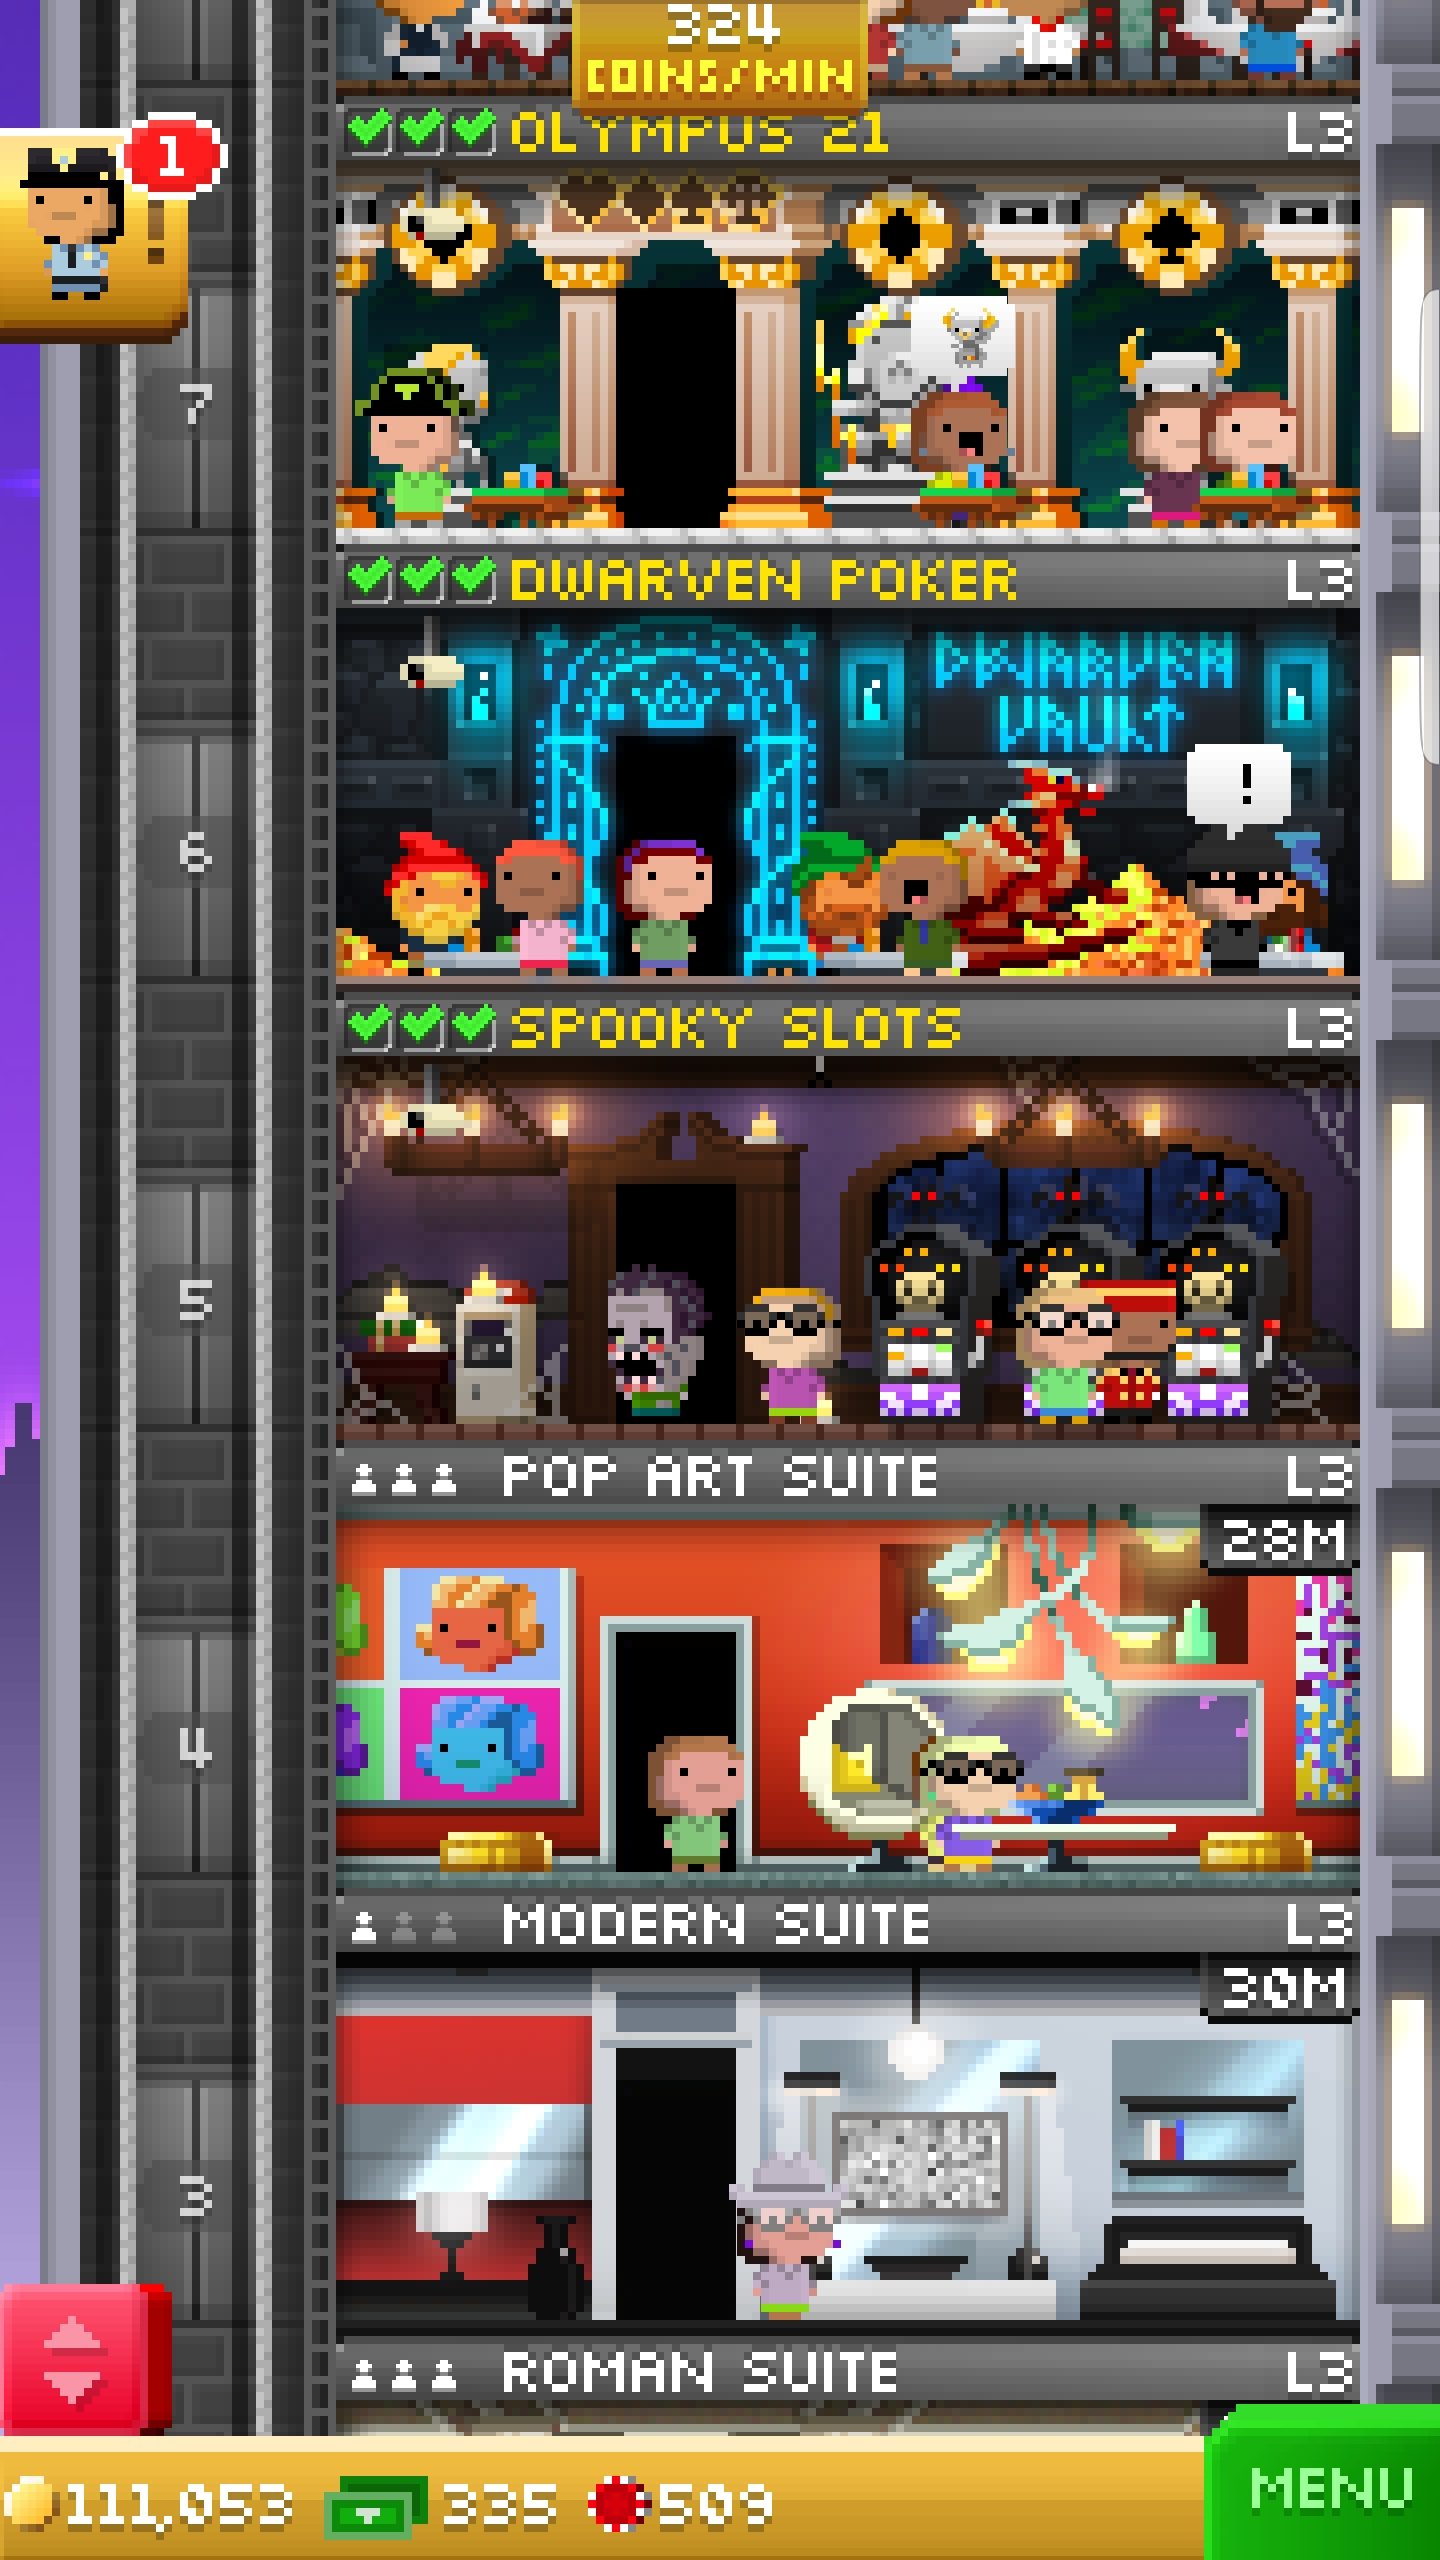 324
COINS/MIN
OLYMPUS 21 L3
1
!
7
DWARVEN POKER L3
DWARVEN
VAULT
!
6
SPOOKY SLOTS L3
5
POP ART SUITE L3
28M
4
MODERN SUITE L3
30M
3
ROMAN SUITE L3
111,053 335 509
MENU